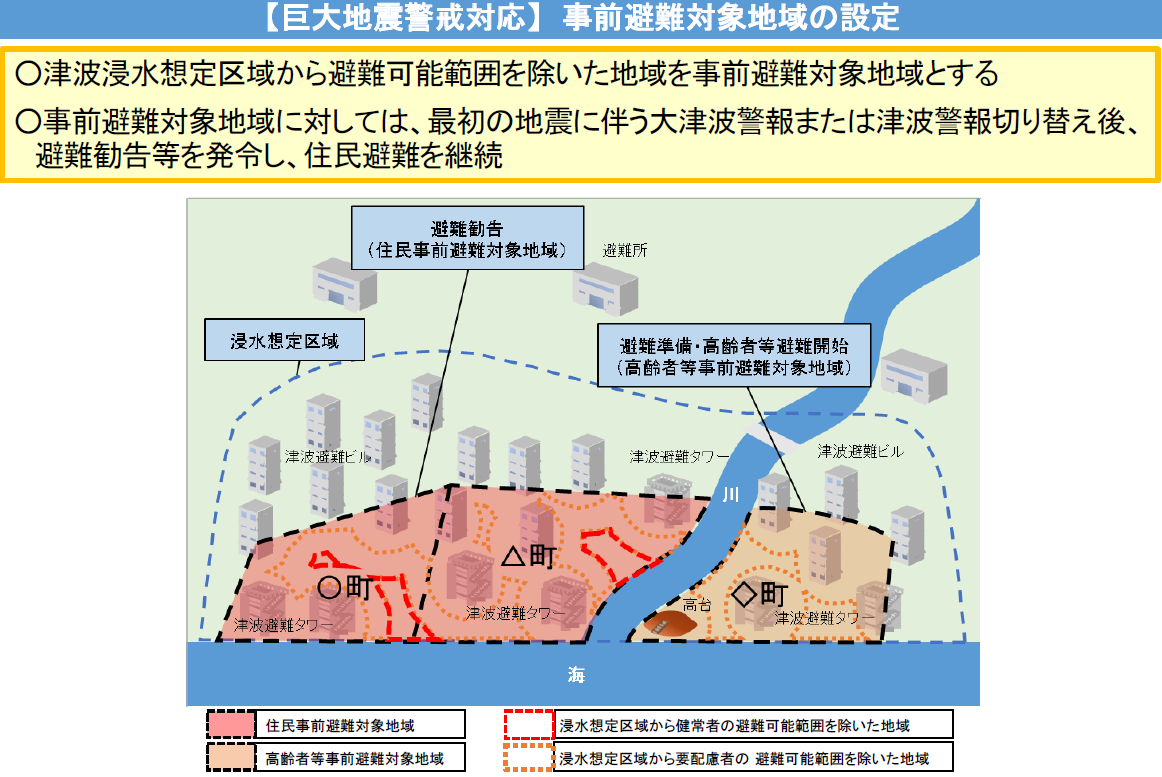 【巨大地震警戒対応】 事前避難対象地域の設定
○津波浸水想定区域から避難可能範囲を除いた地域を事前避難対象地域とする
○事前避難対象地域に対しては、最初の地震に伴う大津波警報または津波警報切り替え後、
避難勧告等を発令し、住民避難を継続
避難勧告
（住民事前避難対象地域）
避難所
浸水想定区域
避難準備・高齢者等避難開始
（高齢者等事前避難対象地域）
津波避難ビル
津波避難タワー
津波避難ビル
川
○町
△町
◇町
高台
津波避難タワー
津波避難タワー
津波避難タワー
海
住民事前避難対象地域
浸水想定区域から健常者の避難可能範囲を除いた地域
高齢者等事前避難対象地域
浸水想定区域から要配慮者の 避難可能範囲を除いた地域